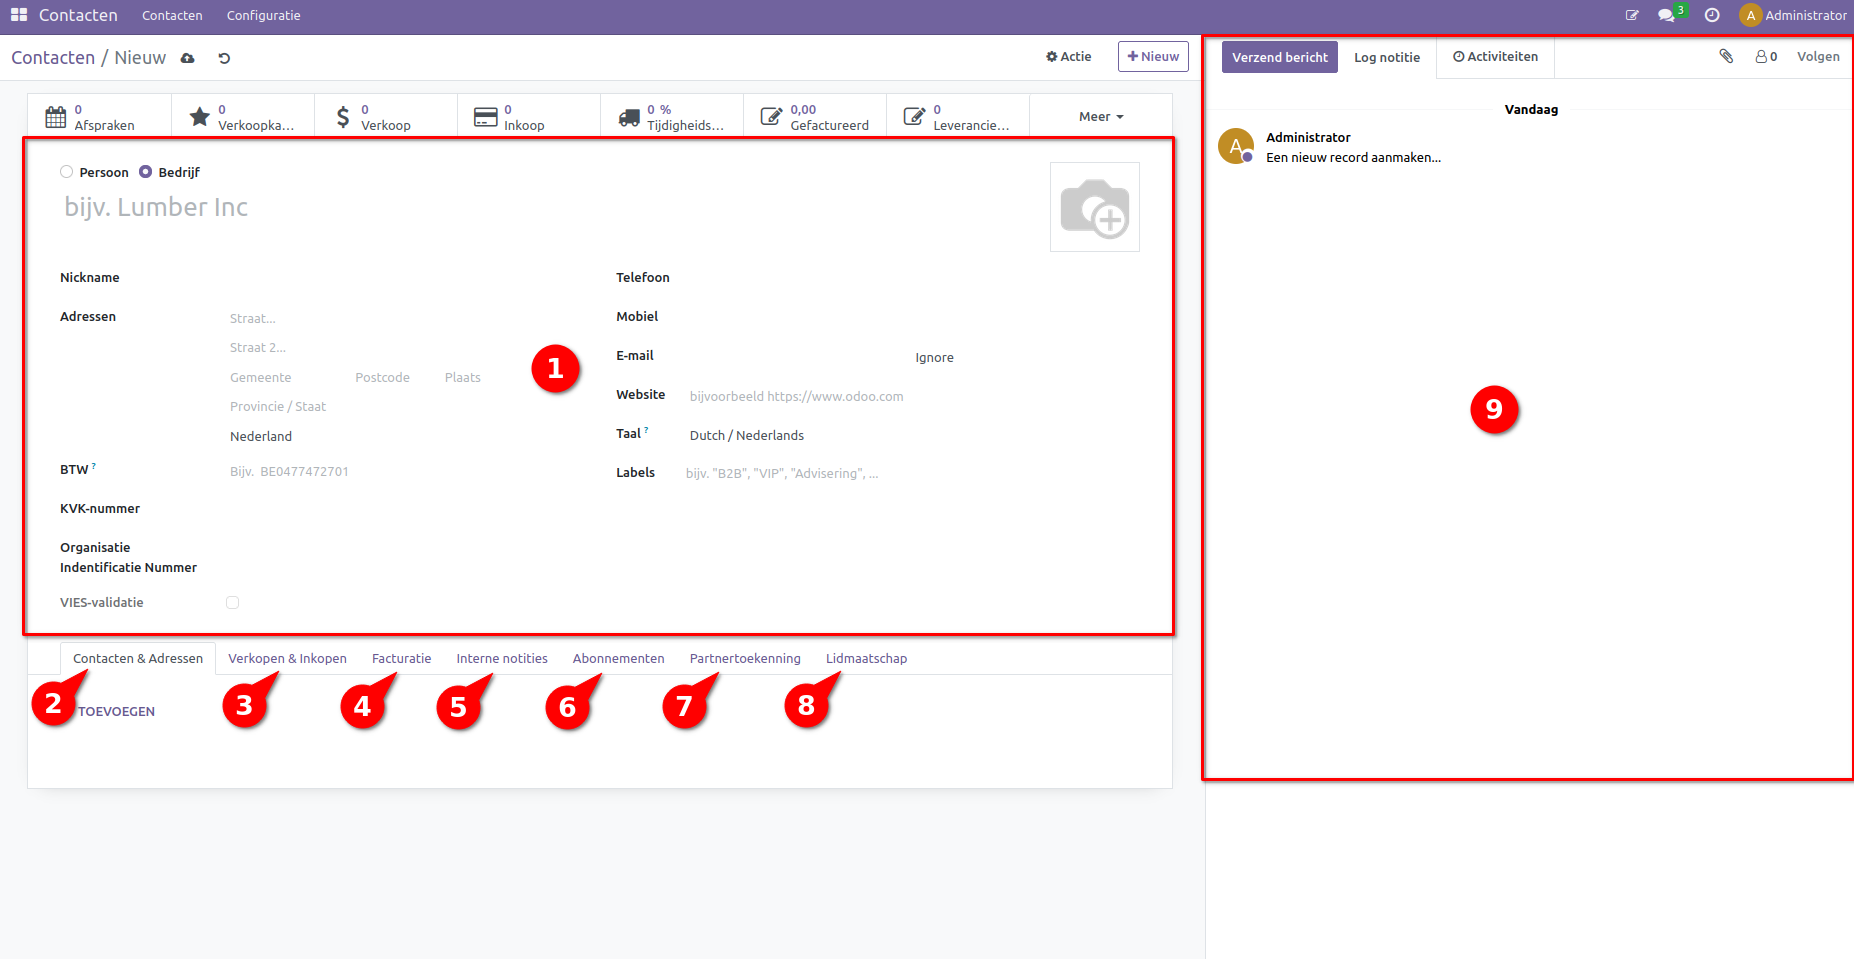 Contacten Contacten Configuratie 3 A Administrator
Contacten / Nieuw Actie Nieuw
Verzend bericht Log notitie Activiteiten 0 Volgen
0 Afspraken
0 Verkoopka...
0 Verkoop
0 Inkoop
0 % Tijdigheids...
0,00 Gefactureerd
0 Leverancie...
Meer
Persoon Bedrijf
bijv. Lumber Inc
Nickname
Adressen
Straat...
Straat 2...
Gemeente Postcode Plaats
Provincie / Staat
Nederland
BTW ?
Bijv. BE0477472701
KVK-nummer
Organisatie
Indentificatie Nummer
VIES-validatie
Telefoon
Mobiel
E-mail Ignore
Website bijvoorbeeld https://www.odoo.com
Taal ? Dutch / Nederlands
Labels bijv. "B2B", "VIP", "Advisering", ...
1
Contacten & Adressen Verkopen & Inkopen Facturatie Interne notities Abonnementen Partnertoekenning Lidmaatschap
2 3 4 5 6 7 8
TOEVOEGEN
Vandaag
A
Administrator
Een nieuw record aanmaken...
9